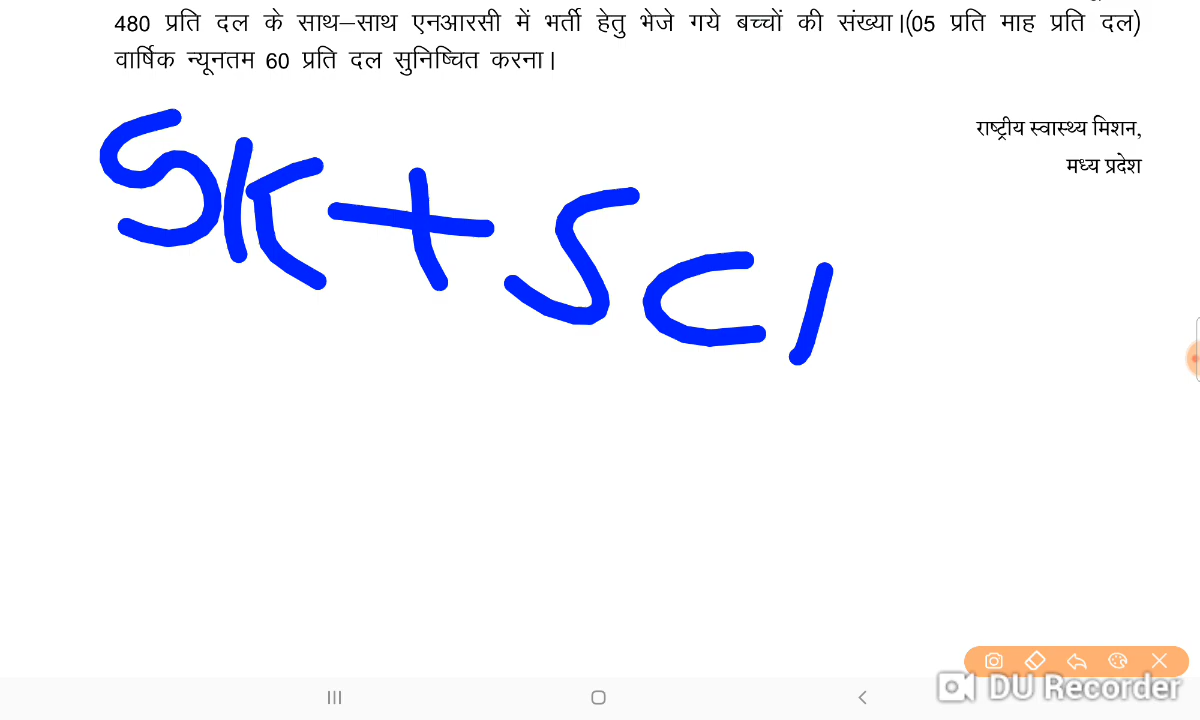 480 प्रति दल के साथ–साथ एनआरसी में भर्ती हेतु भेजे गये बच्चों की संख्या।(05 प्रति माह प्रति दल)
वार्षिक न्यूनतम 60 प्रति दल सुनिष्चित करना।
राष्ट्रीय स्वास्थ्य मिशन,
मध्य प्रदेश
SK+SCI
DU Recorder